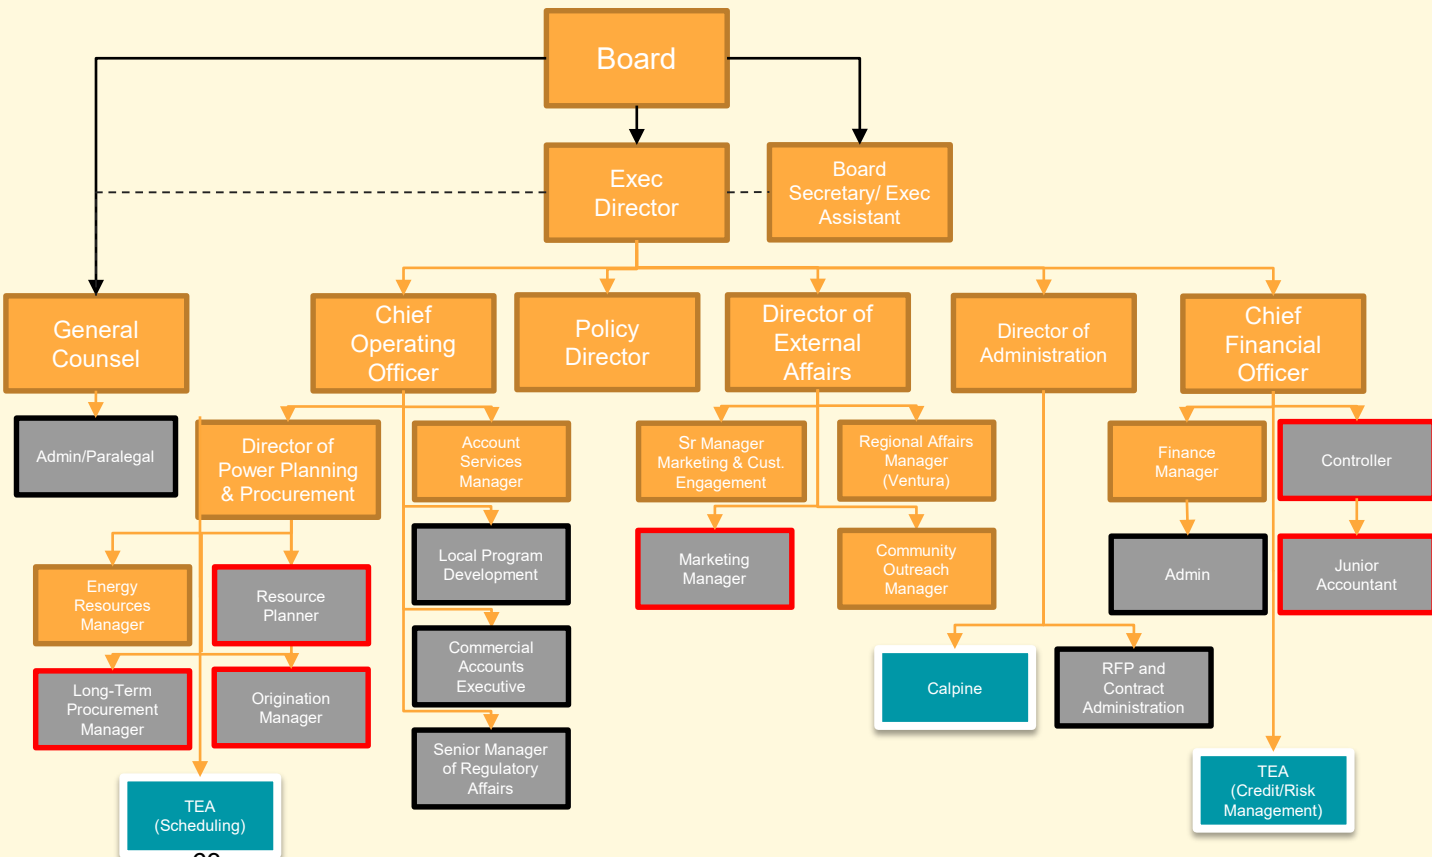 Board
Exec
Director
Board
Secretary/ Exec
Assistant
General
Counsel
Chief
Operating
Officer
Policy
Director
Director of
External
Affairs
Director of
Administration
Chief
Financial
Officer
Admin/Paralegal
Director of
Power Planning
& Procurement
Account
Services
Manager
Sr Manager
Marketing & Cust.
Engagement
Regional Affairs
Manager
(Ventura)
Finance
Manager
Controller
Energy
Resources
Manager
Resource
Planner
Local Program
Development
Marketing
Manager
Community
Outreach
Manager
Admin
Junior
Accountant
Long-Term
Procurement
Manager
Origination
Manager
Commercial
Accounts
Executive
Calpine
RFP and
Contract
Administration
Senior Manager
of Regulatory
Affairs
TEA
(Scheduling)
TEA
(Credit/Risk
Management)